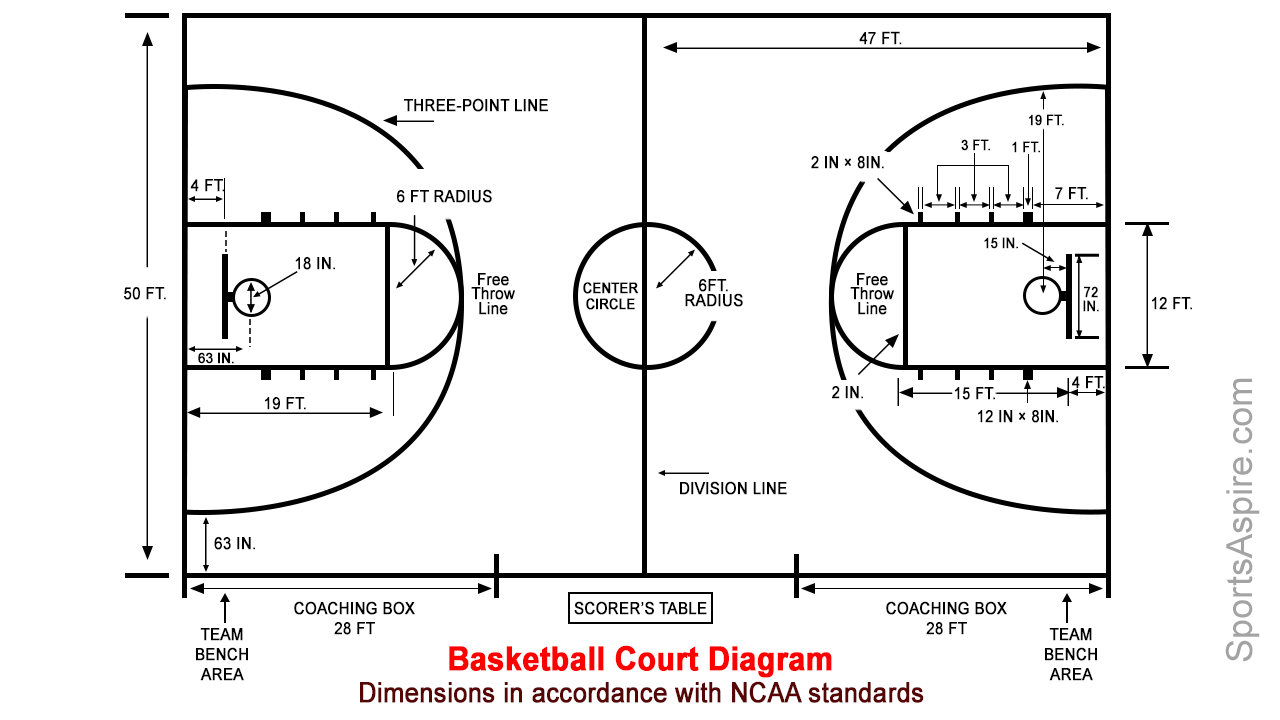 47 FT.
THREE-POINT LINE
19 FT.
3 FT.
1 FT.
2 IN × 8IN.
4 FT.
6 FT RADIUS
7 FT.
15 IN.
18 IN.
50 FT.
Free
Throw
Line
CENTER
CIRCLE
6FT.
RADIUS
Free
Throw
Line
72
IN.
12 FT.
63 IN.
19 FT.
2 IN.
15 FT.
4 FT.
12 IN × 8IN.
DIVISION LINE
63 IN.
COACHING BOX
28 FT
SCORER'S TABLE
COACHING BOX
28 FT
TEAM
BENCH
AREA
TEAM
BENCH
AREA
Basketball Court Diagram
Dimensions in accordance with NCAA standards
SportsAspire.com